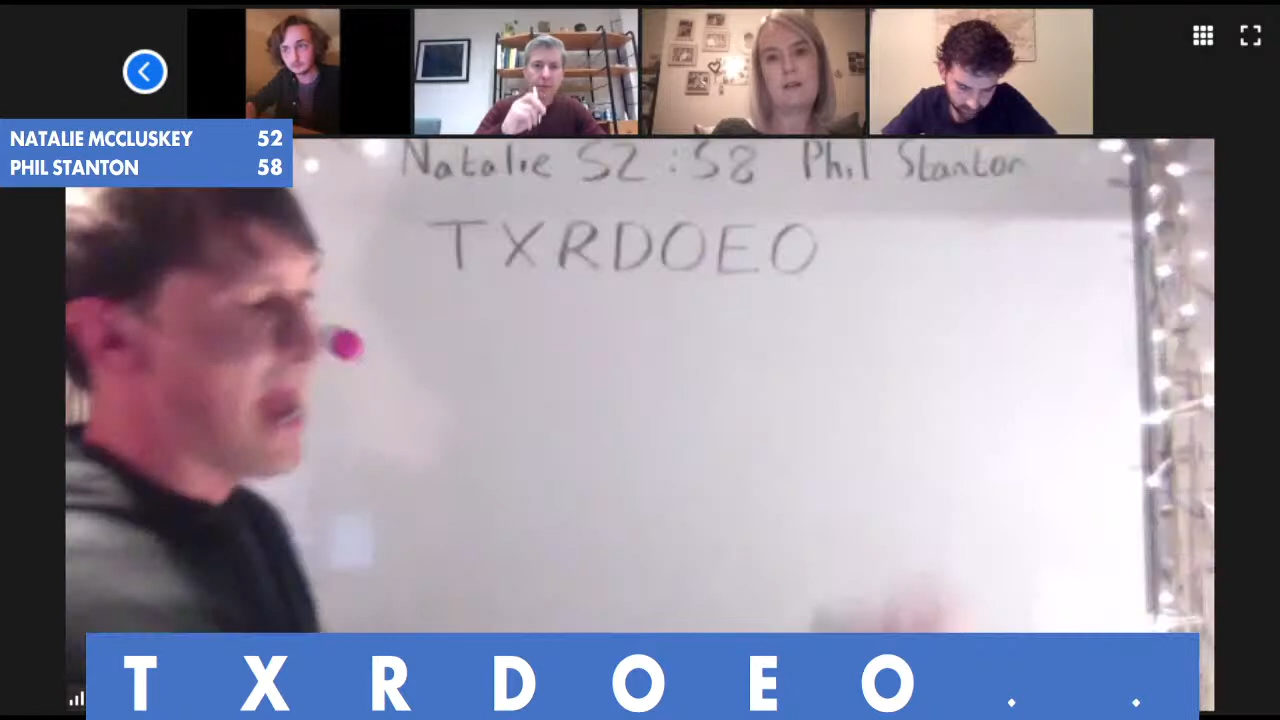 NATALIE MCCLUSKEY 52
PHIL STANTON 58
Natalie 52 : 58 Phil Stanton
TXRDOEO
T X R D O E O . .